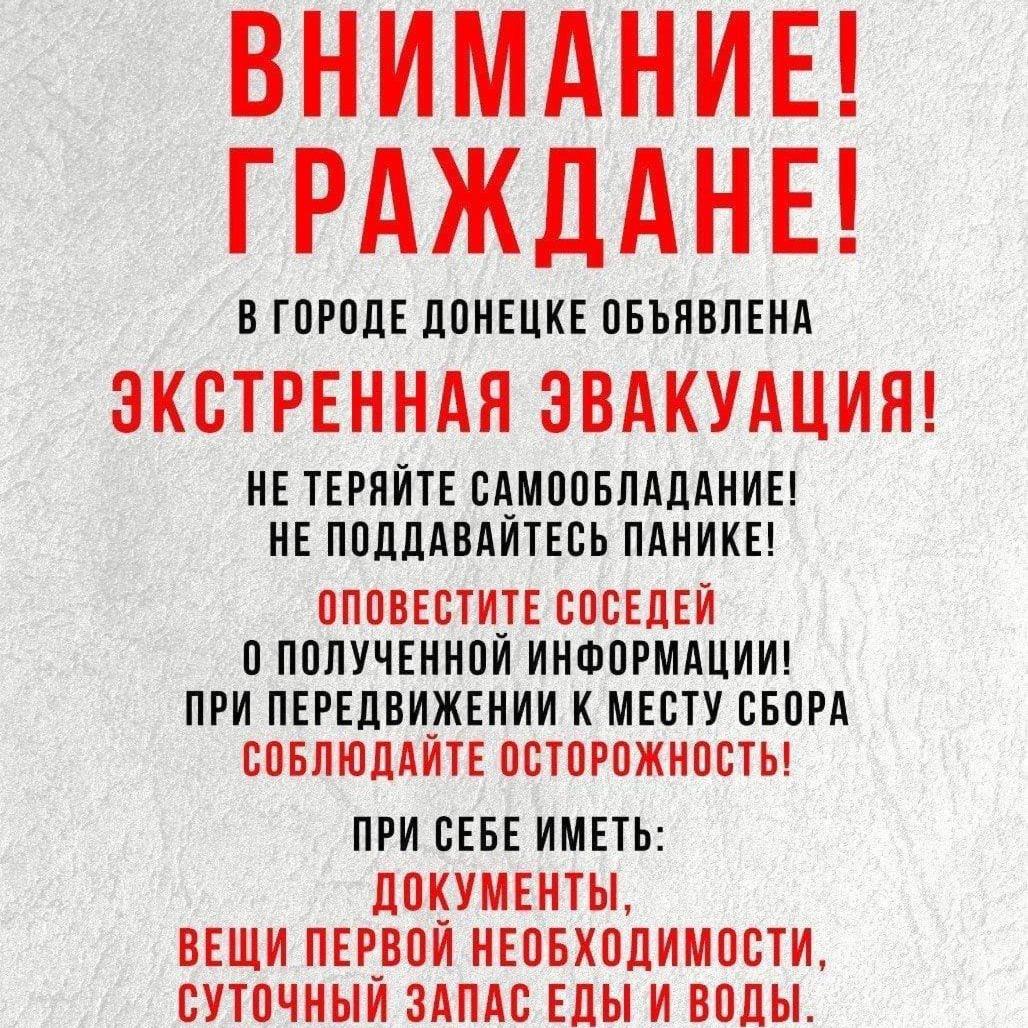 ВНИМАНИЕ!
ГРАЖДАНЕ!
В ГОРОДЕ ДОНЕЦКЕ ОБЪЯВЛЕНА
ЭКСТРЕННАЯ ЭВАКУАЦИЯ!
НЕ ТЕРЯЙТЕ САМООБЛАДАНИЕ!
НЕ ПОДДАВАЙТЕСЬ ПАНИКЕ!
ОПОВЕСТИТЕ СОСЕДЕЙ
О ПОЛУЧЕННОЙ ИНФОРМАЦИИ!
ПРИ ПЕРЕДВИЖЕНИИ К МЕСТУ СБОРА
СОБЛЮДАЙТЕ ОСТОРОЖНОСТЬ!
ПРИ СЕБЕ ИМЕТЬ:
ДОКУМЕНТЫ,
ВЕЩИ ПЕРВОЙ НЕОБХОДИМОСТИ,
СУТОЧНЫЙ ЗАПАС ЕДЫ И ВОДЫ.